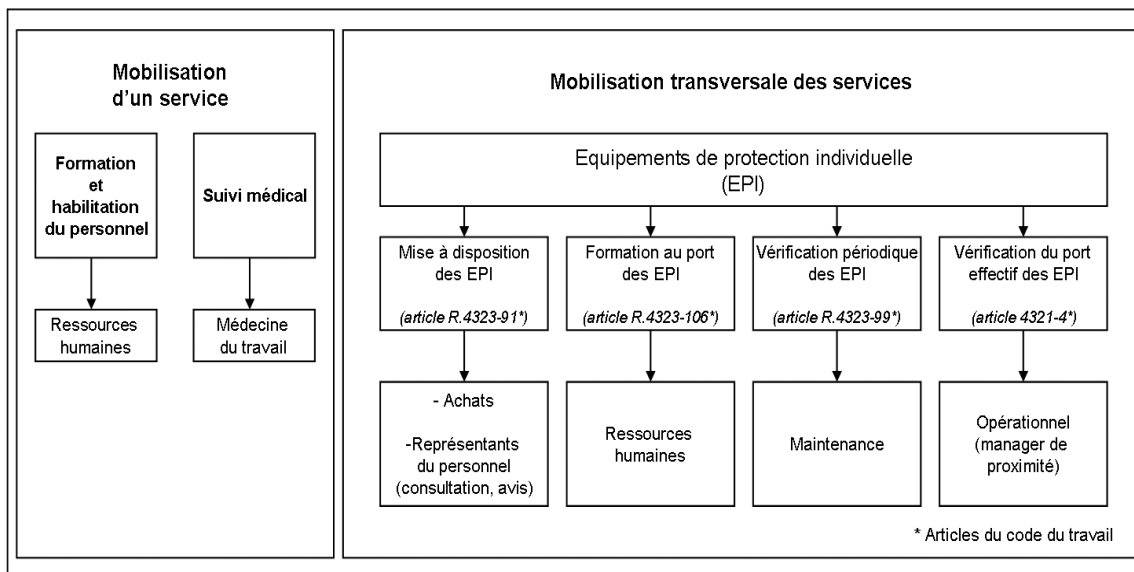 Mobilisation
d'un service
Formation
et
habilitation
du personnel
Suivi médical
Ressources
humaines
Médecine
du travail
Mobilisation transversale des services
Equipements de protection individuelle
(EPI)
Mise à disposition
des EPI
(article R.4323-91*)
Formation au port
des EPI
(article R.4323-106*)
Vérification périodique
des EPI
(article R.4323-99*)
Vérification du port
effectif des EPI
(article 4321-4*)
- Achats
-Représentants
du personnel
(consultation, avis)
Ressources
humaines
Maintenance
Opérationnel
(manager de
proximité)
* Articles du code du travail